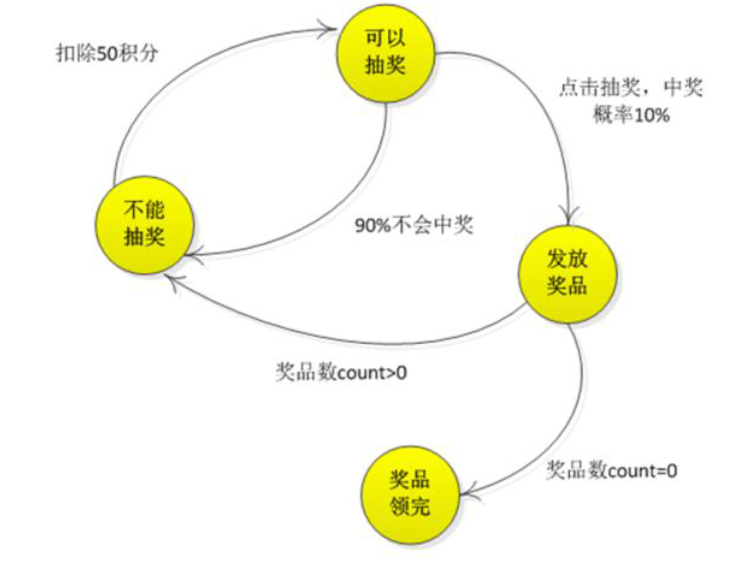 可以
抽奖
扣除50积分
点击抽奖，中奖
概率10%
不能
抽奖
90%不会中奖
发放
奖品
奖品数count>0
奖品数count=0
奖品
领完